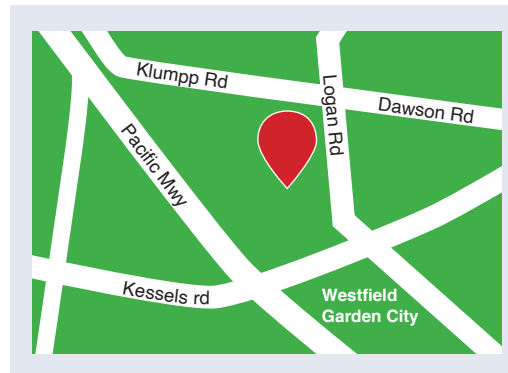 Klumpp Rd
Logan Rd
Dawson Rd
Pacific Mwy
Kessels rd
Westfield
Garden City